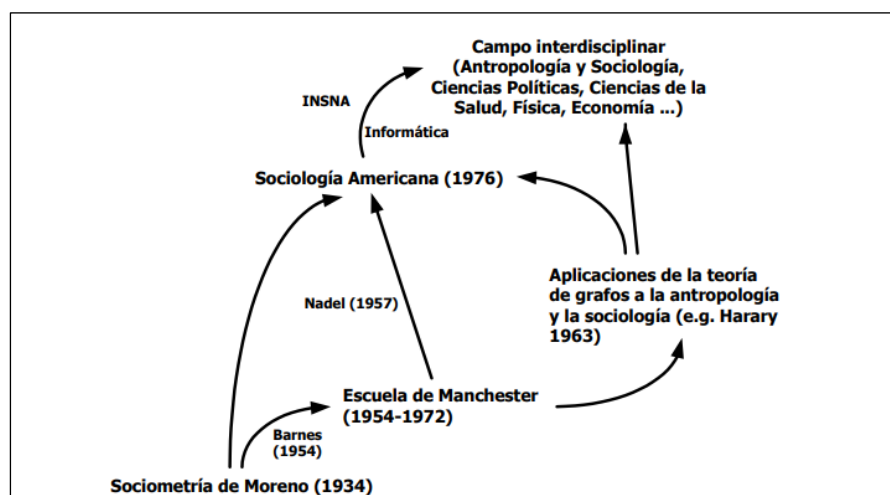 Campo interdisciplinar
(Antropología y Sociología,
Ciencias Políticas, Ciencias de la
Salud, Física, Economía ...)
INSNA
Informática
Sociología Americana (1976)
Aplicaciones de la teoría
de grafos a la antropología
y la sociología (e.g. Harary
1963)
Nadel (1957)
Escuela de Manchester
(1954-1972)
Barnes
(1954)
Sociometría de Moreno (1934)